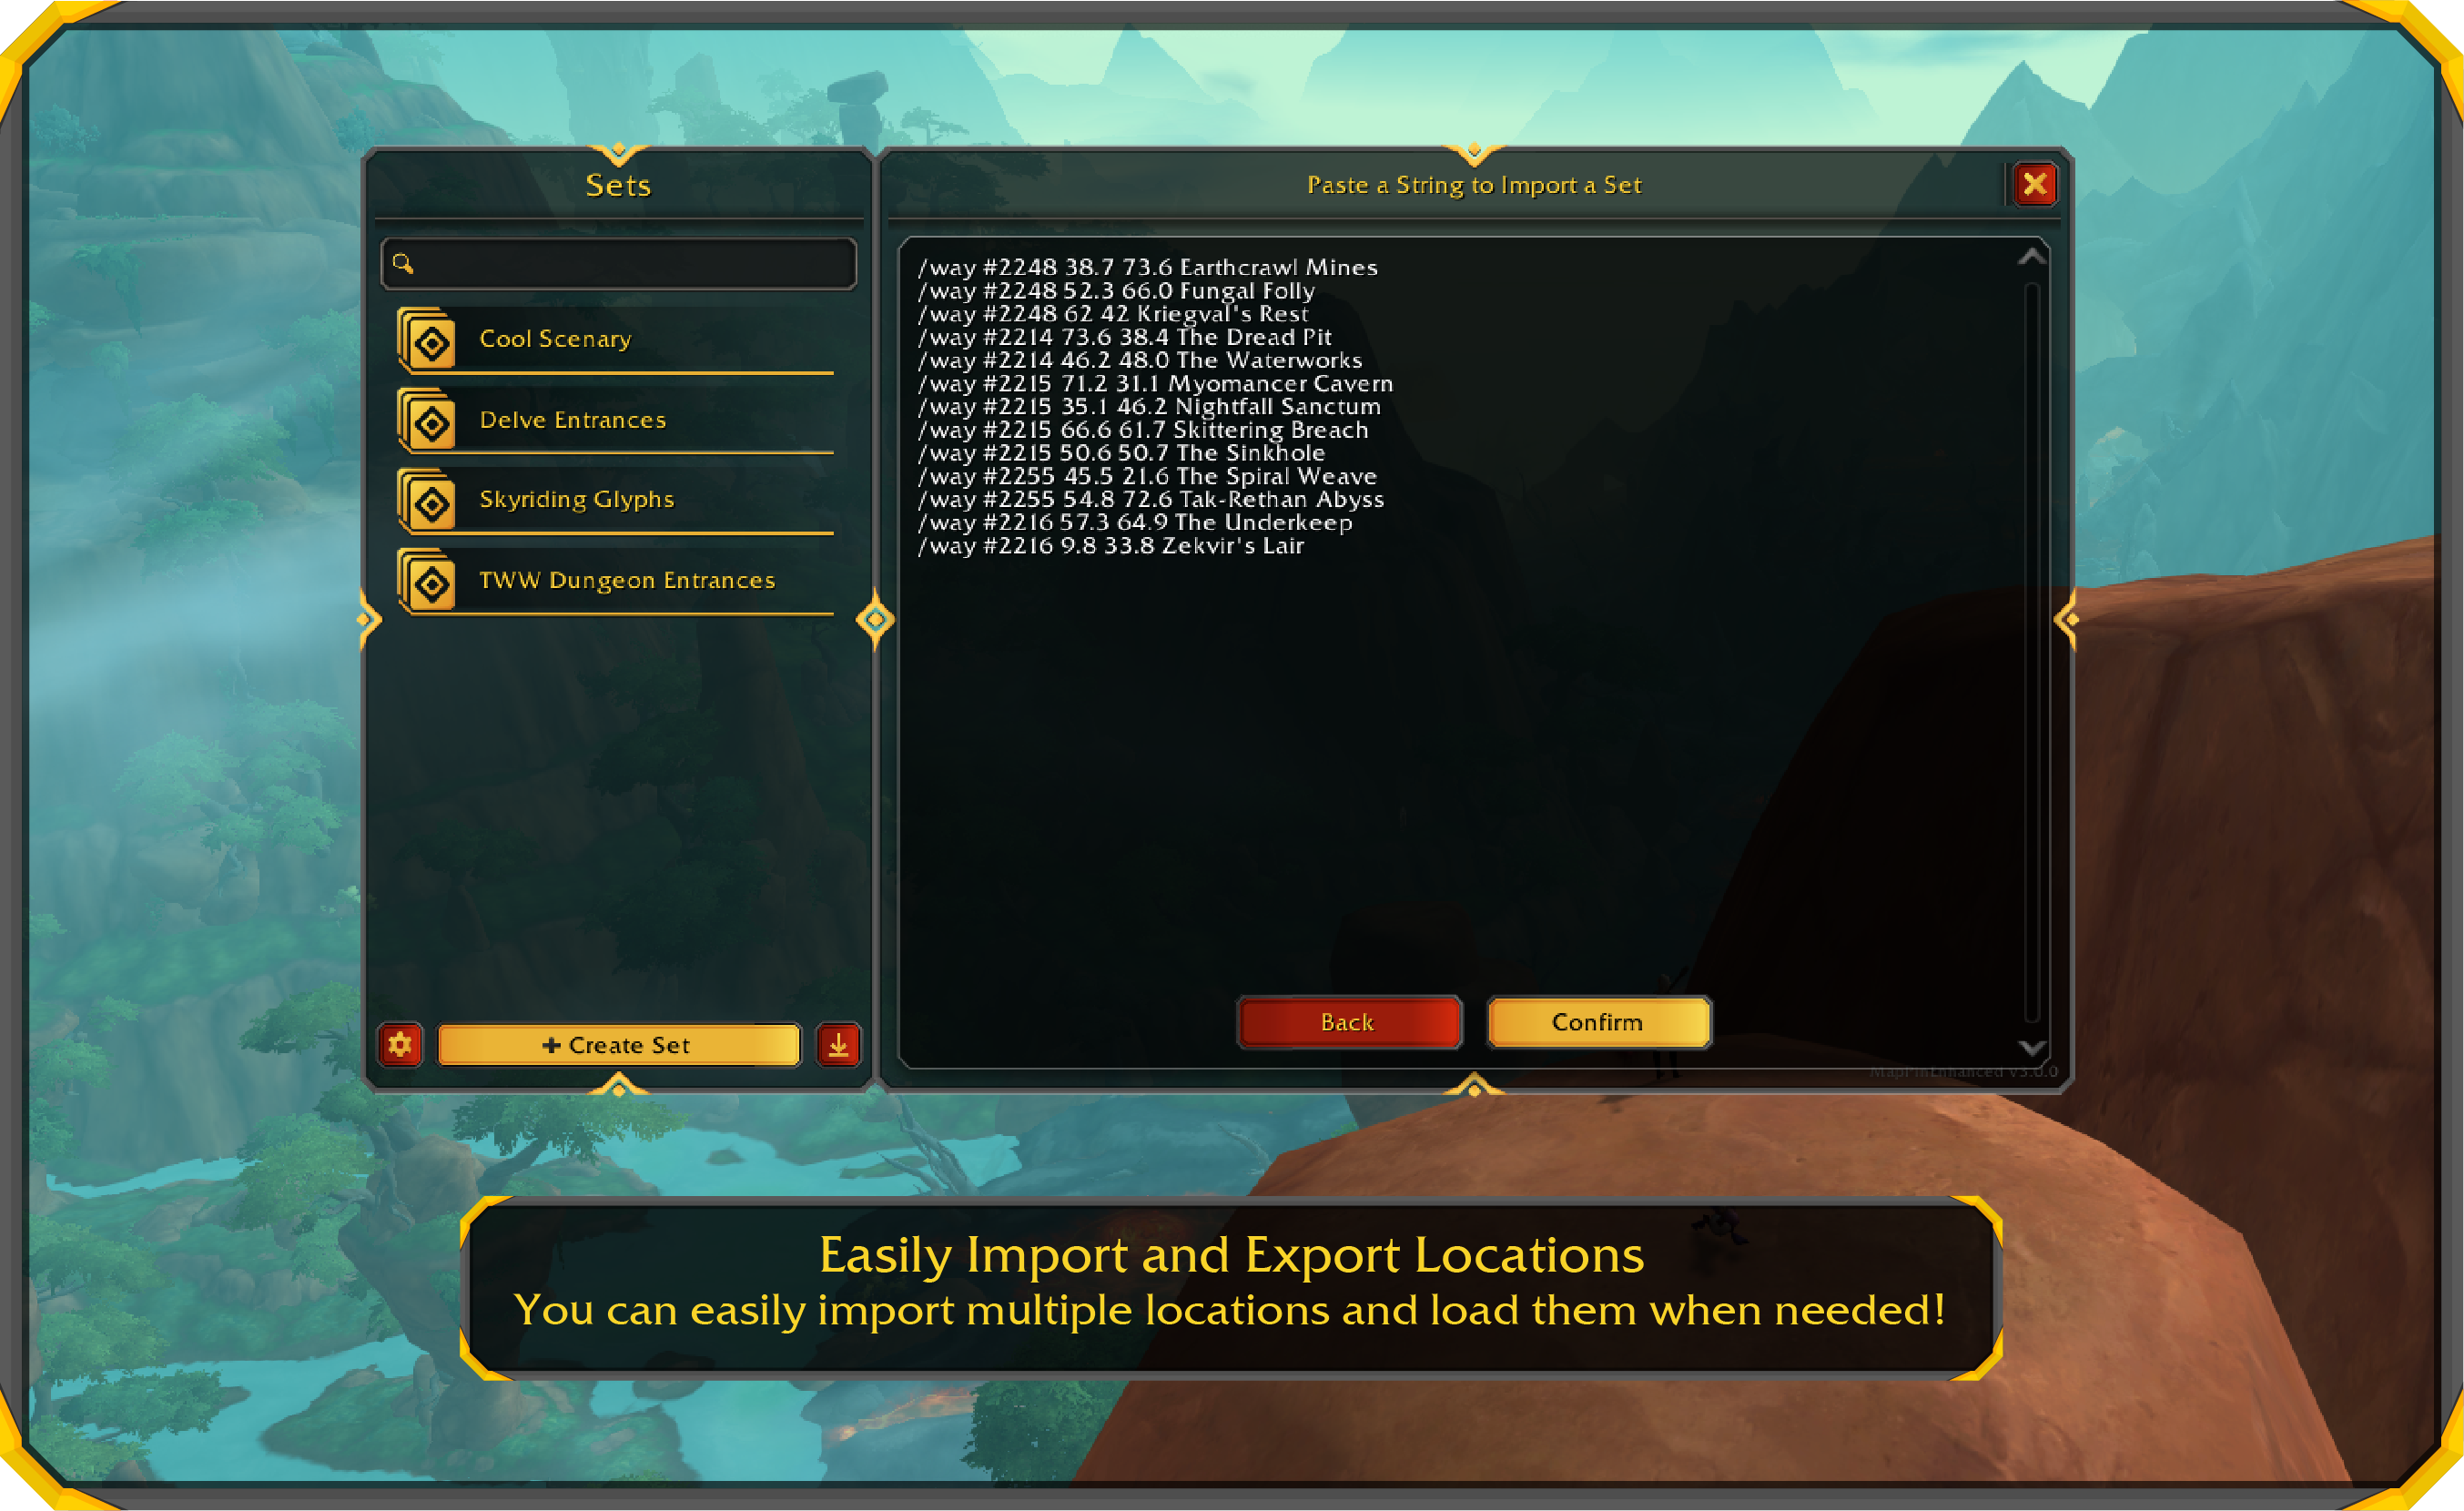 Sets
Cool Scenary
Delve Entrances
Skyriding Glyphs
TWW Dungeon Entrances
+ Create Set
Paste a String to Import a Set
/way #2248 38.7 73.6 Earthcrawl Mines
/way #2248 52.3 66.0 Fungal Folly
/way #2248 62 42 Kriegval's Rest
/way #2214 73.6 38.4 The Dread Pit
/way #2214 46.2 48.0 The Waterworks
/way #2215 71.2 31.1 Myomancer Cavern
/way #2215 35.1 46.2 Nightfall Sanctum
/way #2215 66.6 61.7 Skittering Breach
/way #2215 50.6 50.7 The Sinkhole
/way #2255 45.5 21.6 The Spiral Weave
/way #2255 54.8 72.6 Tak-Rethan Abyss
/way #2216 57.3 64.9 The Underkeep
/way #2216 9.8 33.8 Zekvir's Lair
Back
Confirm
MapPinEnhanced v3.0.0
Easily Import and Export Locations
You can easily import multiple locations and load them when needed!